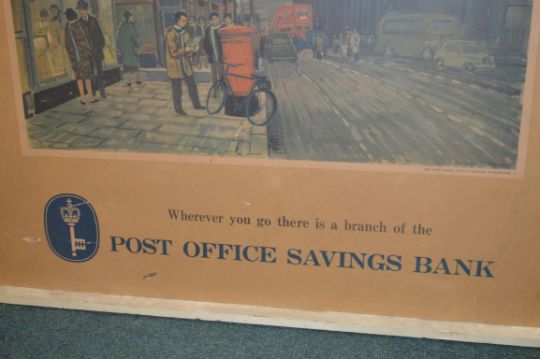 Wherever you go there is a branch of the
POST OFFICE SAVINGS BANK